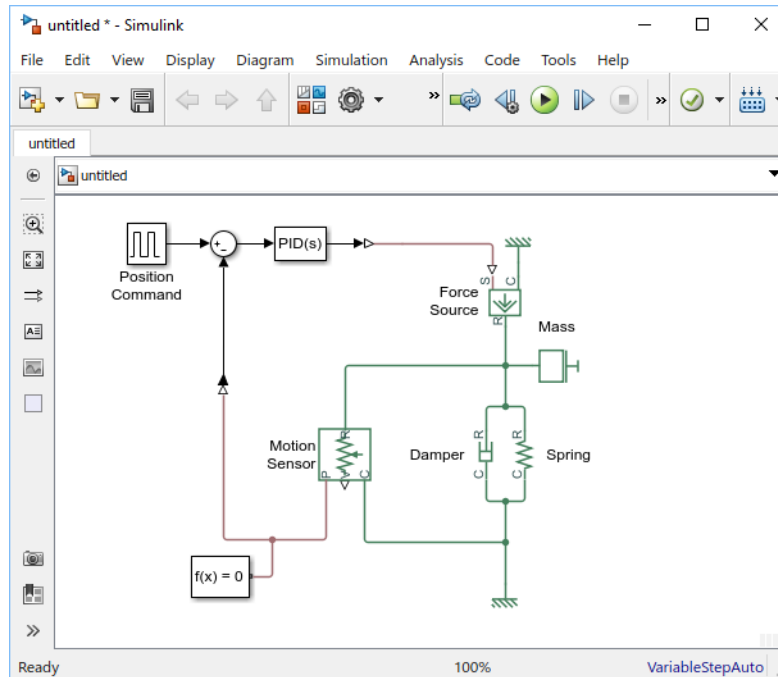 untitled * - Simulink
File Edit View Display Diagram Simulation Analysis Code Tools Help
»
»
untitled
untitled
Position
Command
+
-
PID(s)
Force
Source
S
C
R
Mass
Motion
Sensor
R
P
V
C
Damper
R
C
R
C
Spring
f(x) = 0
»
Ready 100% VariableStepAuto